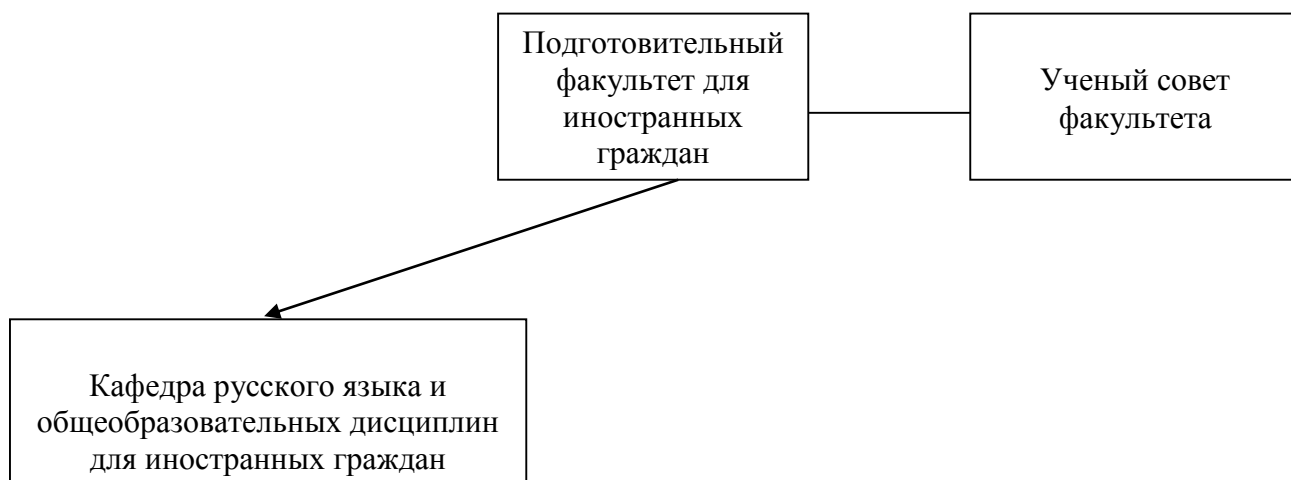 Подготовительный
факультет для
иностранных
граждан
Ученый совет
факультета
Кафедра русского языка и
общеобразовательных дисциплин
для иностранных граждан